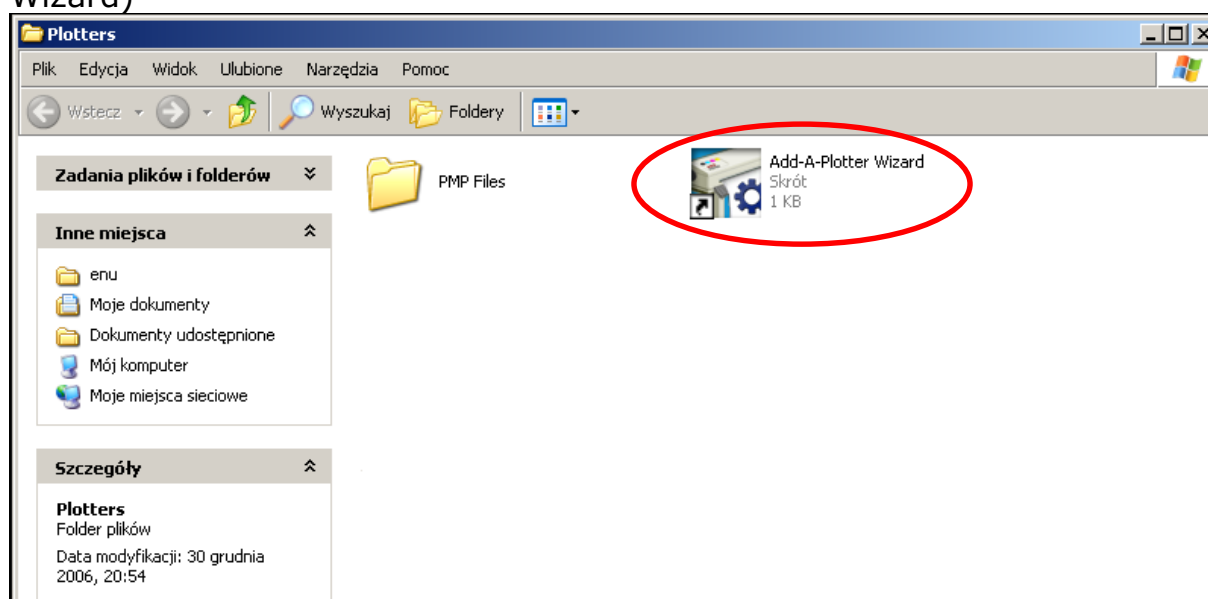 Wizard)
Plotters
Plik Edycja Widok Ulubione Narzędzia Pomoc
Wstecz Wyszukaj Foldery
Zadania plików i folderów
PMP Files
Add-A-Plotter Wizard
Skrót
1 KB
Inne miejsca
enu
Moje dokumenty
Dokumenty udostępnione
Mój komputer
Moje miejsca sieciowe
Szczegóły
Plotters
Folder plików
Data modyfikacji: 30 grudnia
2006, 20:54